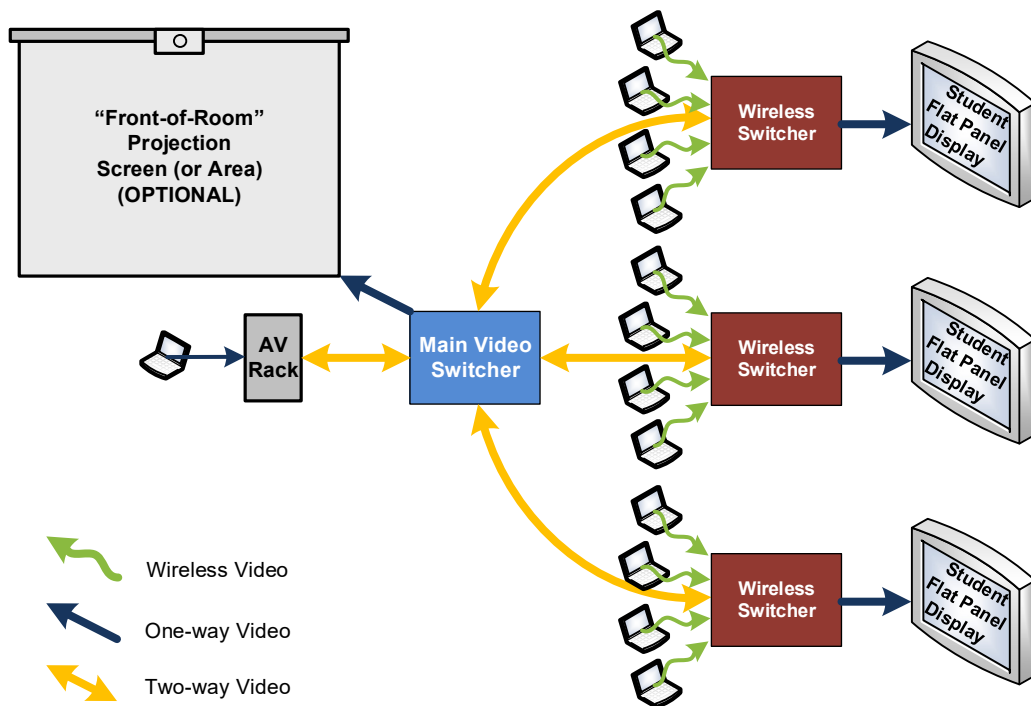 “Front-of-Room”
Projection
Screen (or Area)
(OPTIONAL)
AV
Rack
Main Video
Switcher
Wireless
Switcher
Student
Flat Panel
Display
Wireless
Switcher
Student
Flat Panel
Display
Wireless
Switcher
Student
Flat Panel
Display
Wireless Video
One-way Video
Two-way Video